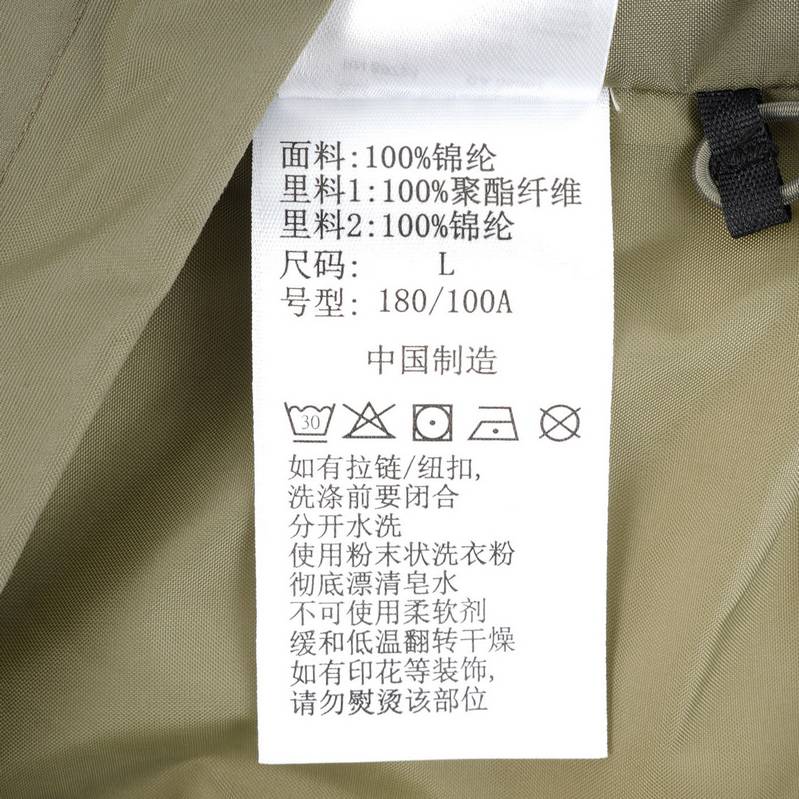 面料:100%锦纶
里料1:100%聚酯纤维
里料2:100%锦纶
尺码: L
号型: 180/100A
中国制造
30
如有拉链/纽扣,
洗涤前要闭合
分开水洗
使用粉末状洗衣粉
彻底漂清皂水
不可使用柔软剂
缓和低温翻转干燥
如有印花等装饰,
请勿熨烫该部位